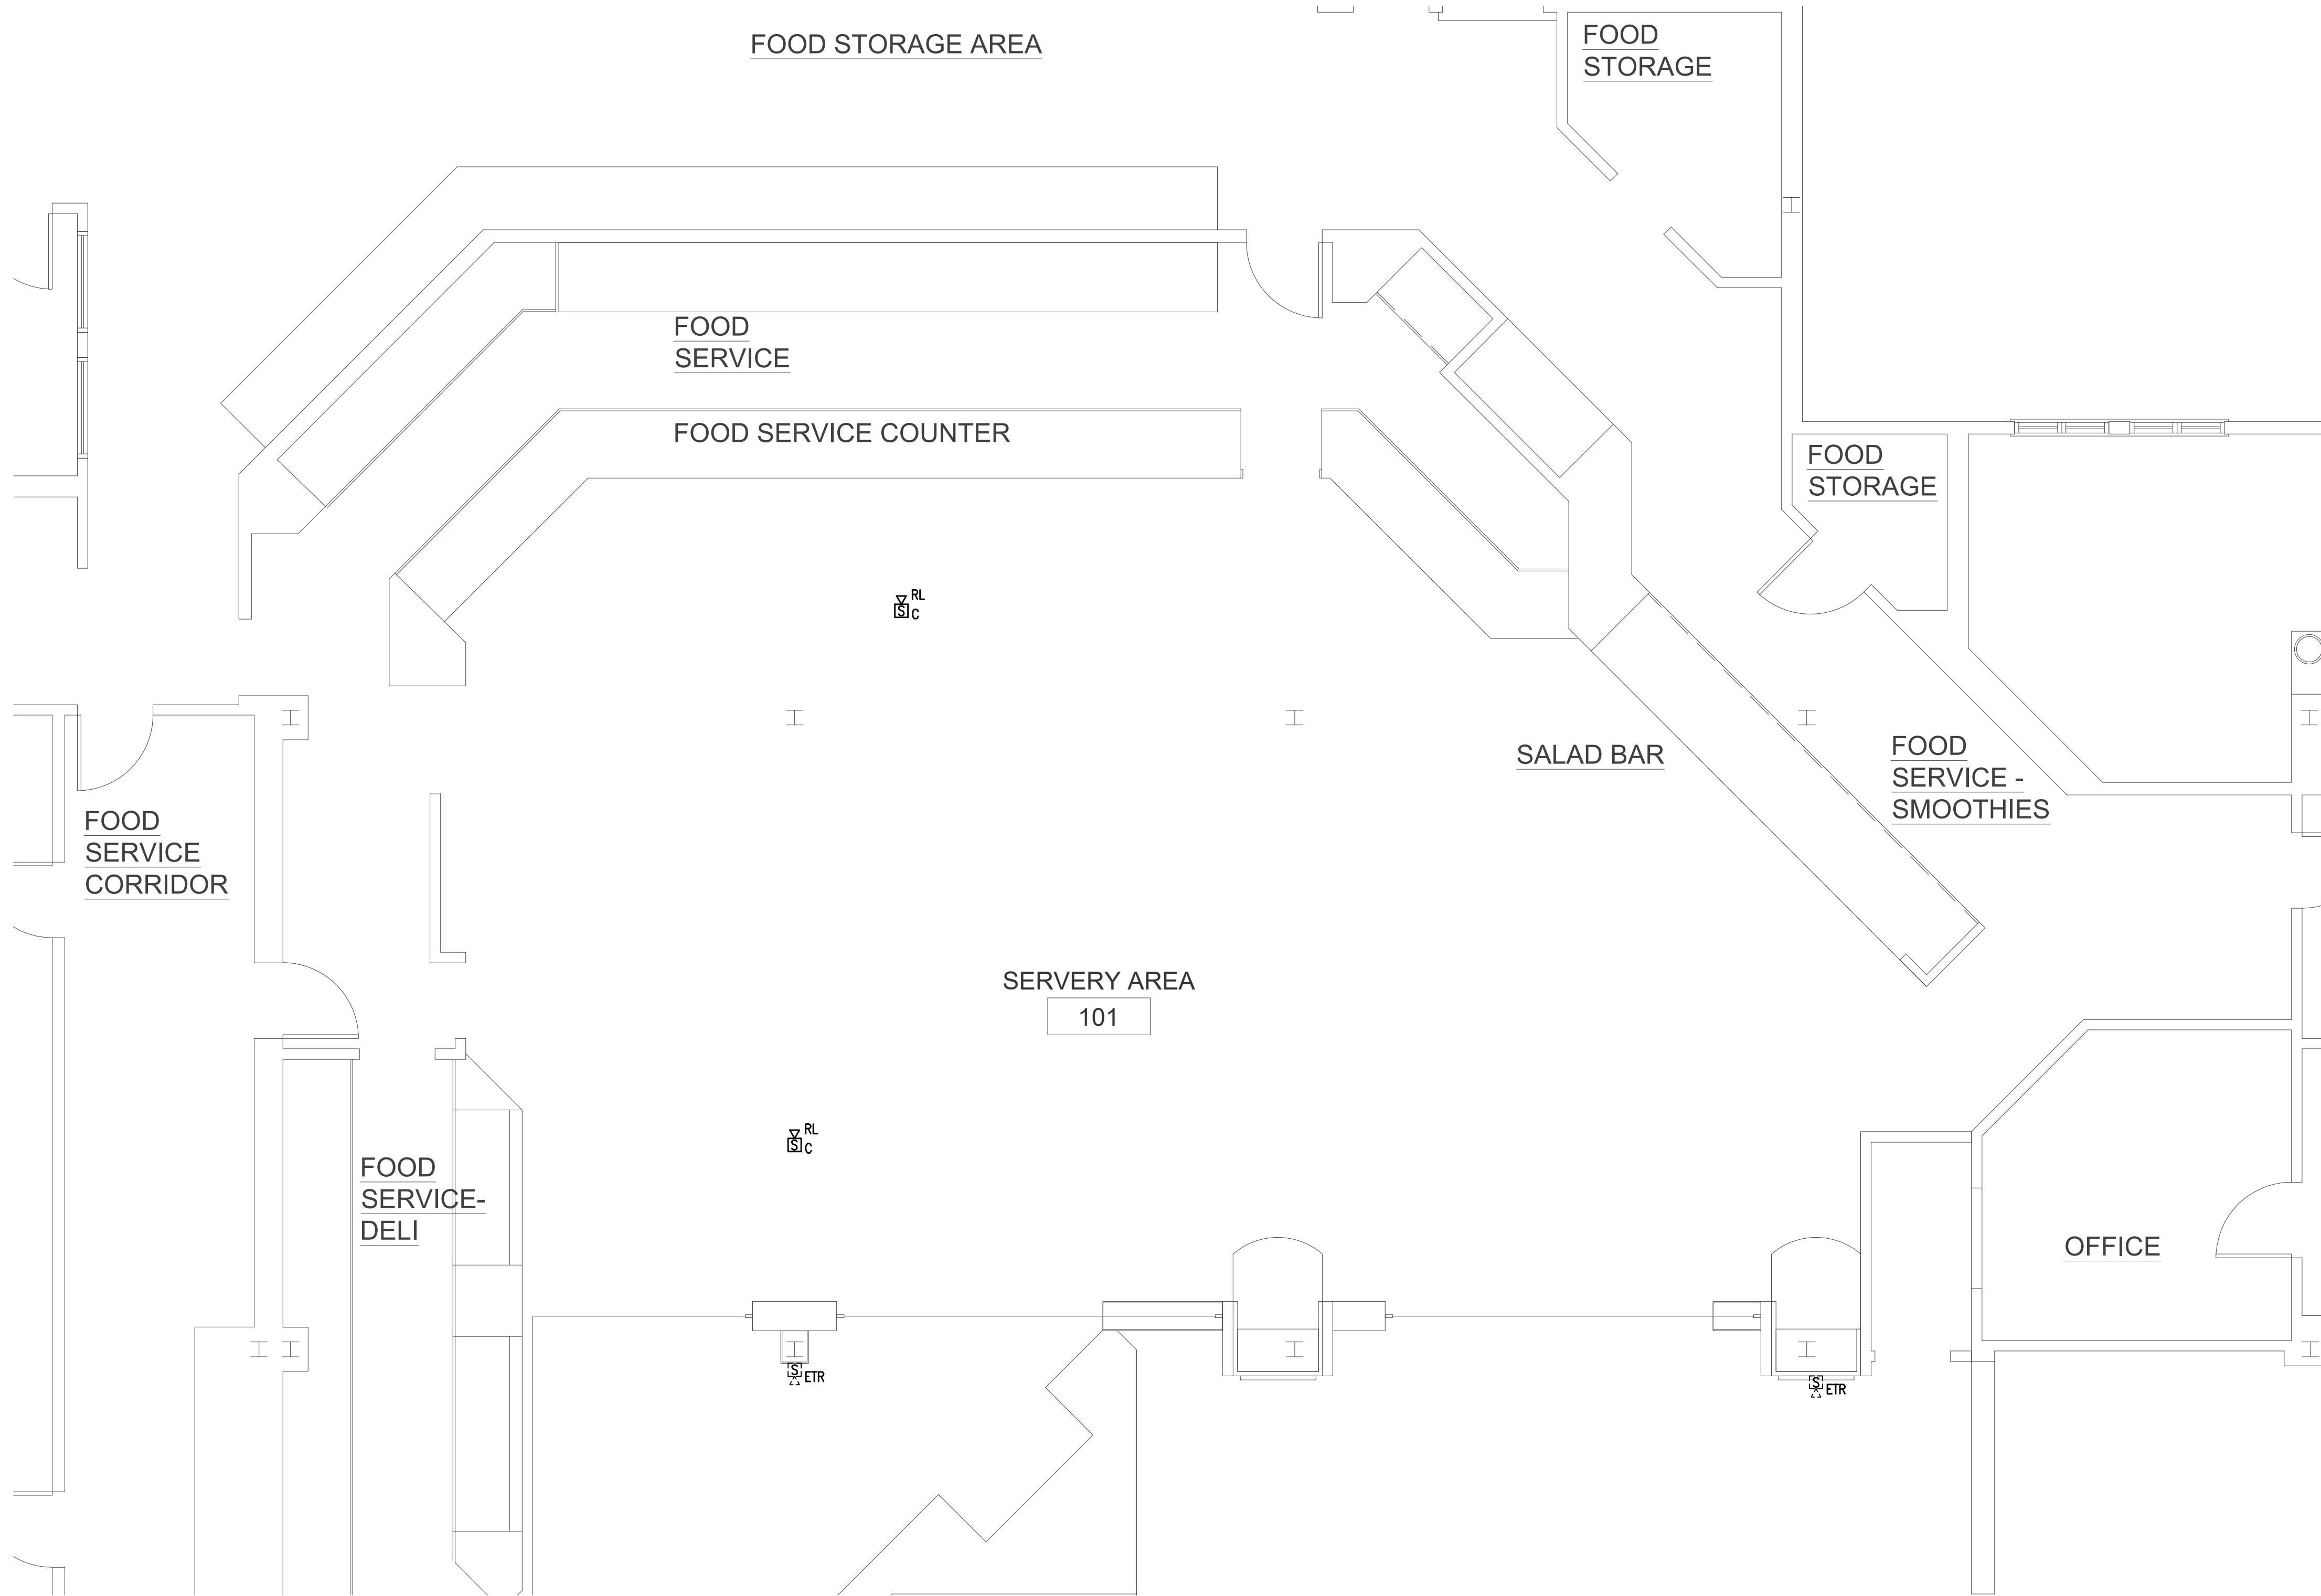 FOOD STORAGE AREA
FOOD
STORAGE
FOOD
SERVICE
FOOD SERVICE COUNTER
FOOD
STORAGE
RL
S C
SALAD BAR
FOOD
SERVICE -
SMOOTHIES
FOOD
SERVICE
CORRIDOR
SERVERY AREA
101
RL
S C
FOOD
SERVICE-
DELI
OFFICE
S ETR
S ETR